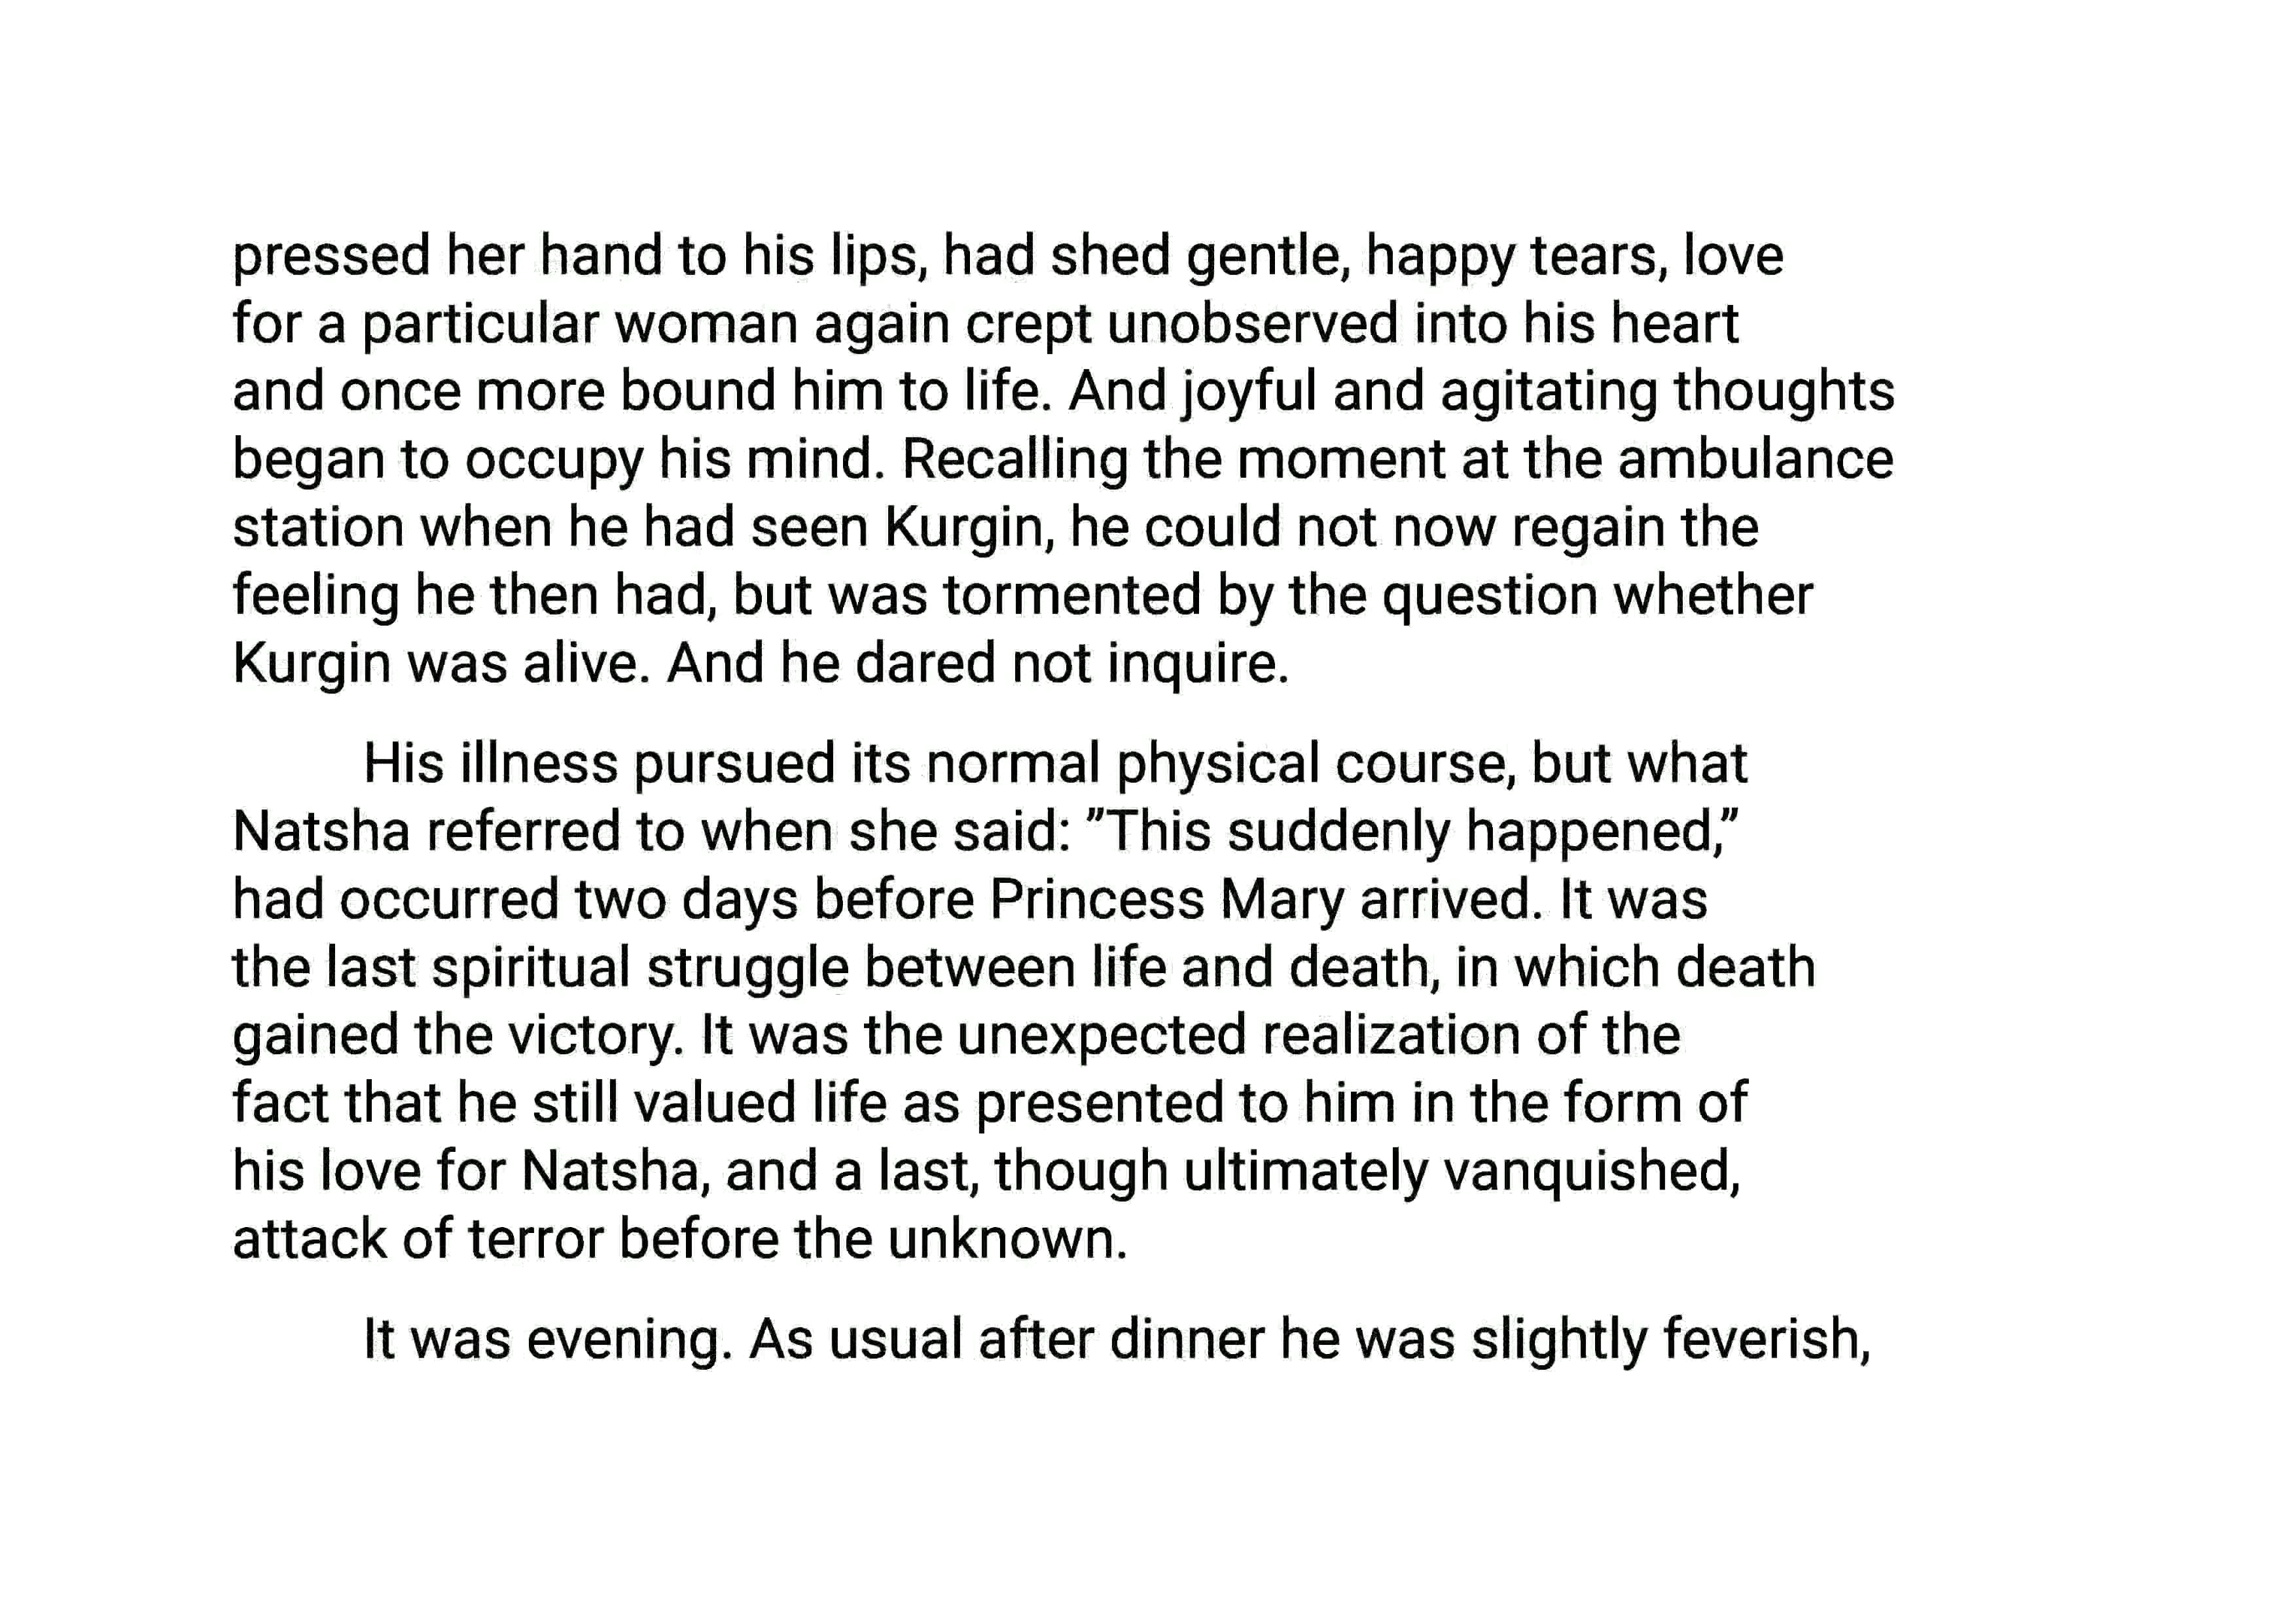 pressed her hand to his lips, had shed gentle, happy tears, love
for a particular woman again crept unobserved into his heart
and once more bound him to life. And joyful and agitating thoughts
began to occupy his mind. Recalling the moment at the ambulance
station when he had seen Kurgin, he could not now regain the
feeling he then had, but was tormented by the question whether
Kurgin was alive. And he dared not inquire.
His illness pursued its normal physical course, but what
Natsha referred to when she said: ”This suddenly happened,”
had occurred two days before Princess Mary arrived. It was
the last spiritual struggle between life and death, in which death
gained the victory. It was the unexpected realization of the
fact that he still valued life as presented to him in the form of
his love for Natsha, and a last, though ultimately vanquished,
attack of terror before the unknown.
It was evening. As usual after dinner he was slightly feverish,